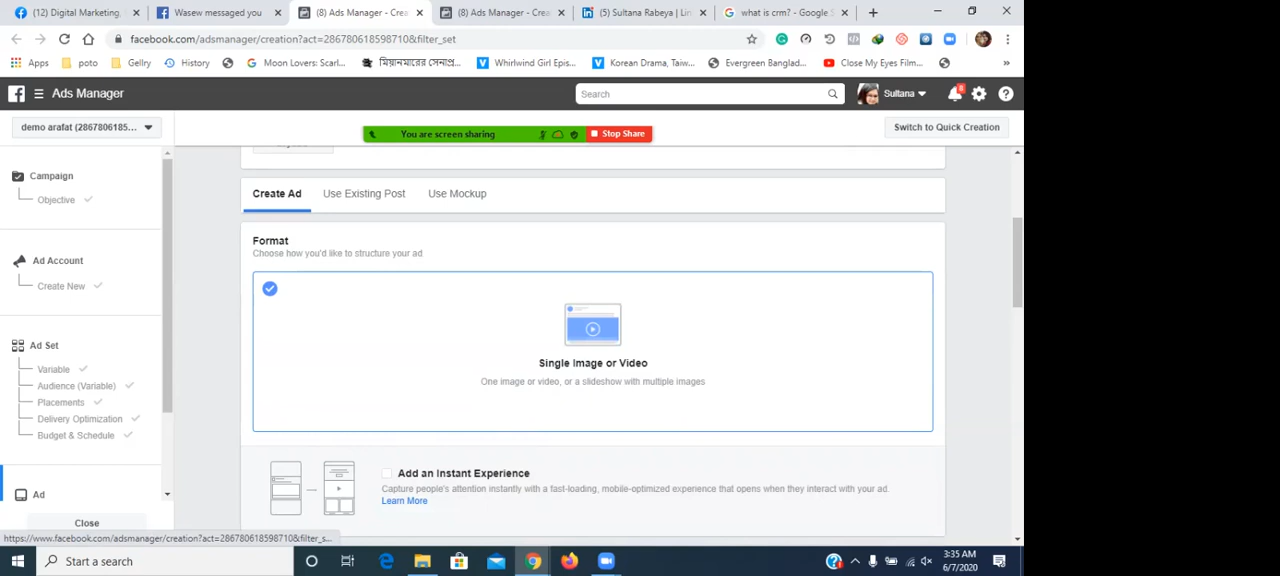 (12) Digital Marketing,
Wasew messaged you
(8) Ads Manager - Crea
(8) Ads Manager - Crea
(5) Sultana Rabeya | Lin
what is crm? - Google S
facebook.com/adsmanager/creation?act=286780618598710&filter_set
Apps
poto
Gellry
History
Moon Lovers: Scarl...
মিয়ানমারের সেনাপ্র...
Whirlwind Girl Epis...
Korean Drama, Taiw...
Evergreen Banglad...
Close My Eyes Film...
Ads Manager
Search
Sultana
8
demo arafat (2867806185...
You are screen sharing
Stop Share
Switch to Quick Creation
Campaign
Objective
Ad Account
Create New
Ad Set
Variable
Audience (Variable)
Placements
Delivery Optimization
Budget & Schedule
Ad
Close
Create Ad
Use Existing Post
Use Mockup
Format
Choose how you'd like to structure your ad
Single Image or Video
One image or video, or a slideshow with multiple images
Add an Instant Experience
Capture people's attention instantly with a fast-loading, mobile-optimized experience that opens when they interact with your ad.
Learn More
https://www.facebook.com/adsmanager/creation?act=286780618598710&filter_s...
Start a search
3:35 AM
6/7/2020